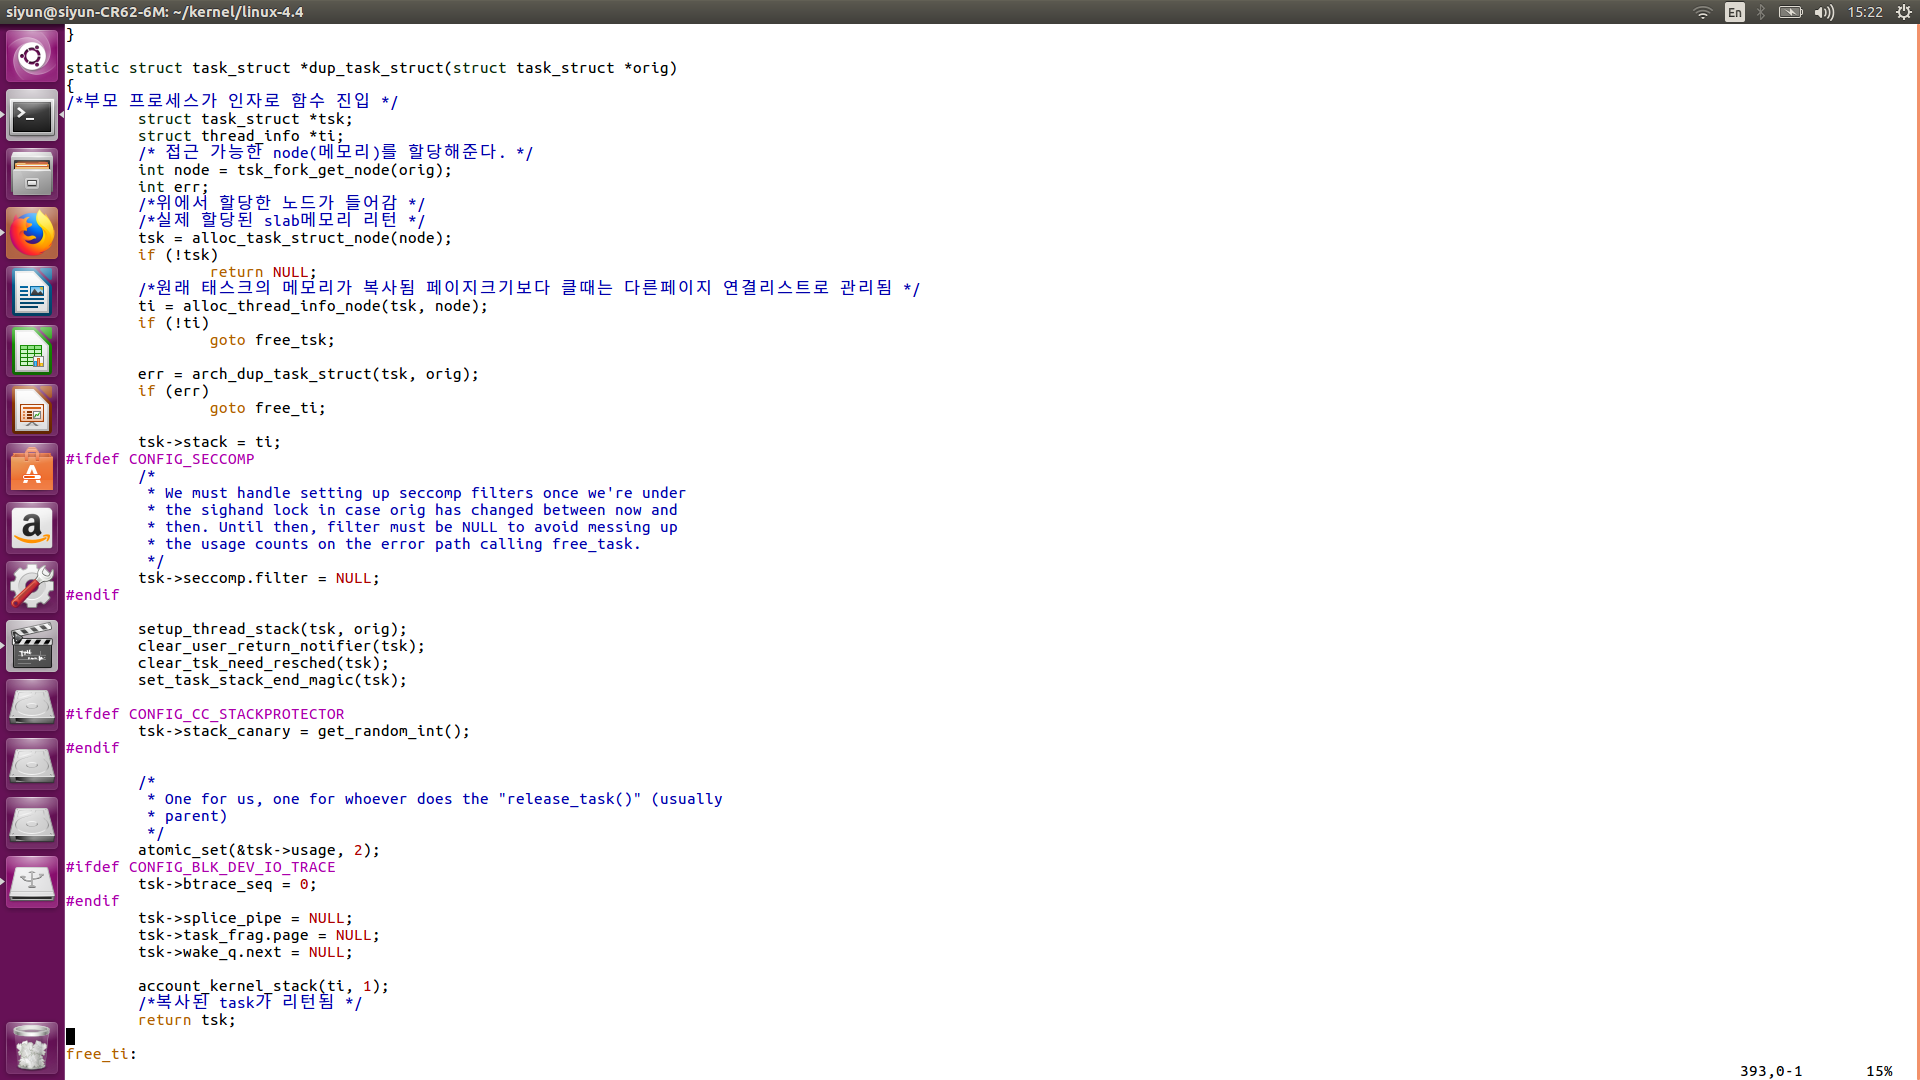 siyun@siyun-CR62-6M: ~/kernel/linux-4.4
En
15:22
}
static struct task_struct *dup_task_struct(struct task_struct *orig)
{
/*부모 프로세스가 인자로 함수 진입 */
struct task_struct *tsk;
struct thread_info *ti;
/* 접근 가능한 node(메모리)를 할당해준다. */
int node = tsk_fork_get_node(orig);
int err;
/*위에서 할당한 노드가 들어감 */
/*실제 할당된 slab메모리 리턴 */
tsk = alloc_task_struct_node(node);
if (!tsk)
return NULL;
/*원래 태스크의 메모리가 복사됨 페이지크기보다 클때는 다른페이지 연결리스트로 관리됨 */
ti = alloc_thread_info_node(tsk, node);
if (!ti)
goto free_tsk;
err = arch_dup_task_struct(tsk, orig);
if (err)
goto free_ti;
tsk->stack = ti;
#ifdef CONFIG_SECCOMP
/*
* We must handle setting up seccomp filters once we're under
* the sighand lock in case orig has changed between now and
* then. Until then, filter must be NULL to avoid messing up
* the usage counts on the error path calling free_task.
*/
tsk->seccomp.filter = NULL;
#endif
setup_thread_stack(tsk, orig);
clear_user_return_notifier(tsk);
clear_tsk_need_resched(tsk);
set_task_stack_end_magic(tsk);
#ifdef CONFIG_CC_STACKPROTECTOR
tsk->stack_canary = get_random_int();
#endif
/*
* One for us, one for whoever does the "release_task()" (usually
* parent)
*/
atomic_set(&tsk->usage, 2);
#ifdef CONFIG_BLK_DEV_IO_TRACE
tsk->btrace_seq = 0;
#endif
tsk->splice_pipe = NULL;
tsk->task_frag.page = NULL;
tsk->wake_q.next = NULL;
account_kernel_stack(ti, 1);
/*복사된 task가 리턴됨 */
return tsk;
free_ti:
393,0-1 15%